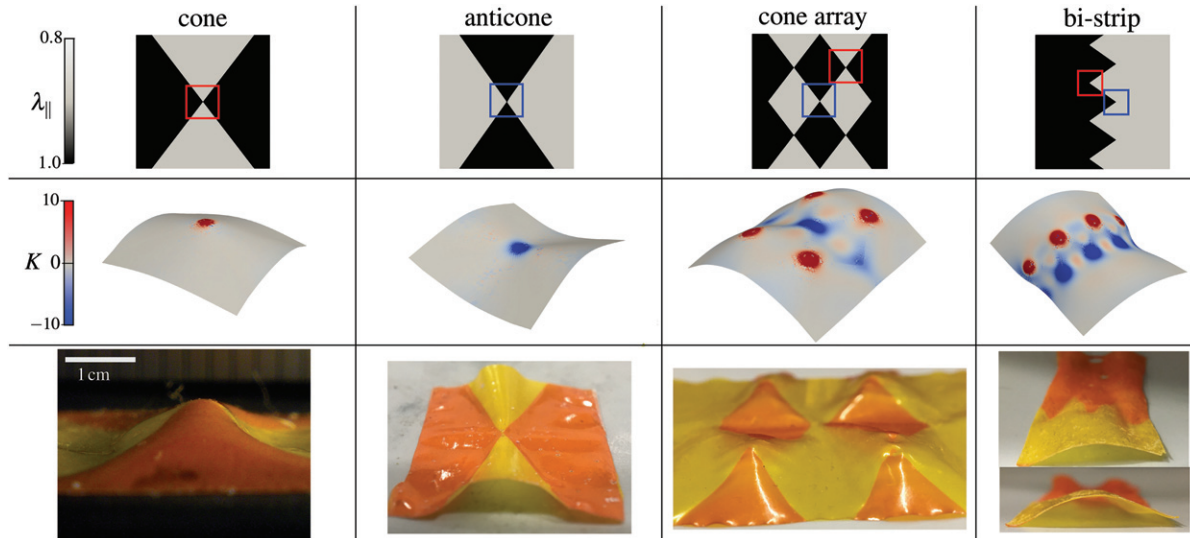 cone
anticone
cone array
bi-strip
0.8
λ∥
1.0
10
K 0
−10
1 cm